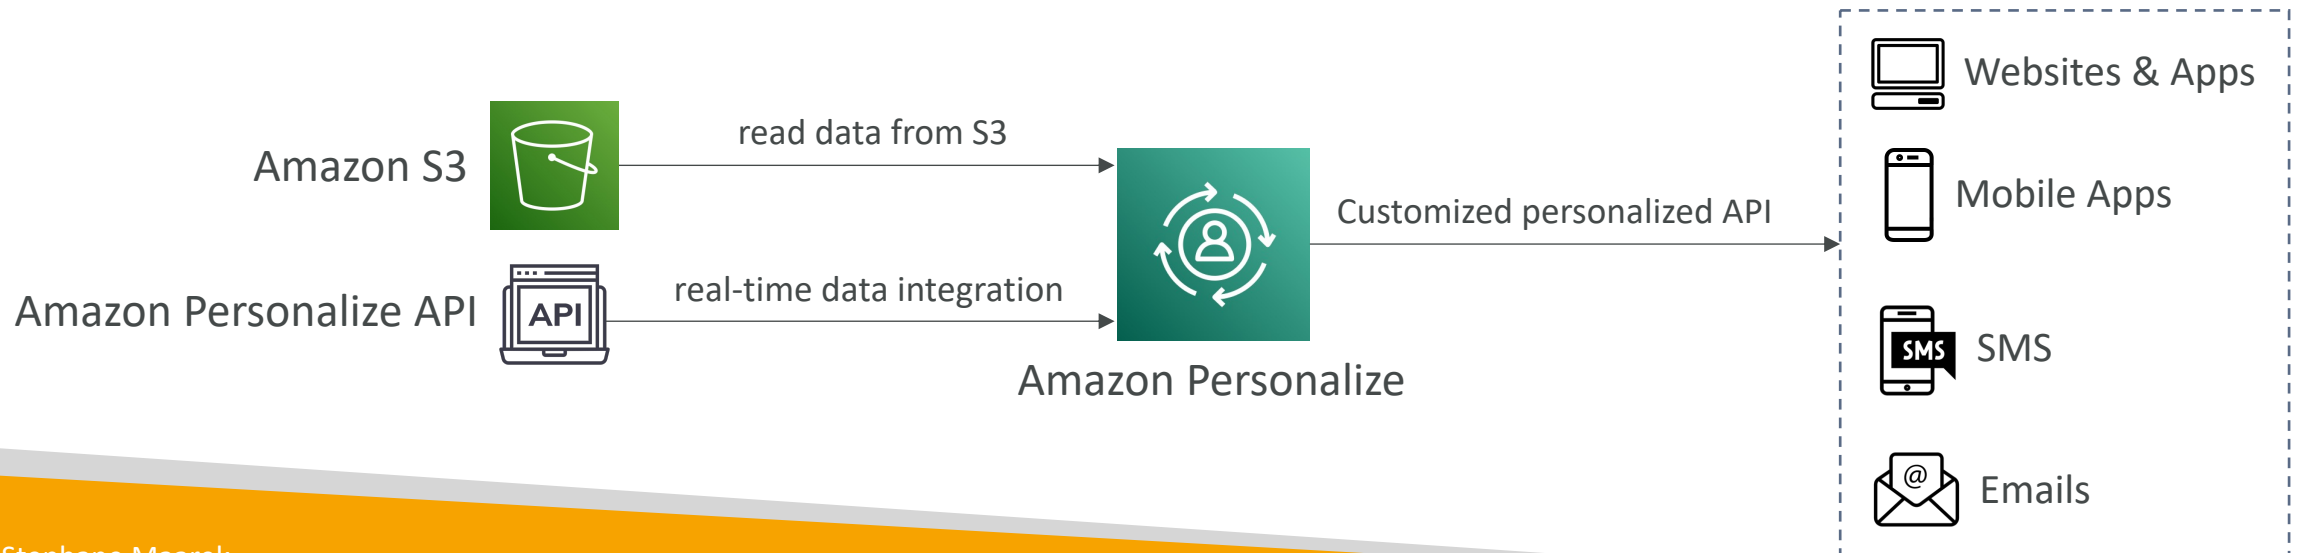 Amazon S3
read data from S3
Amazon Personalize API
API
real-time data integration
Amazon Personalize
Customized personalized API
Websites & Apps
Mobile Apps
SMS
SMS
@
Emails